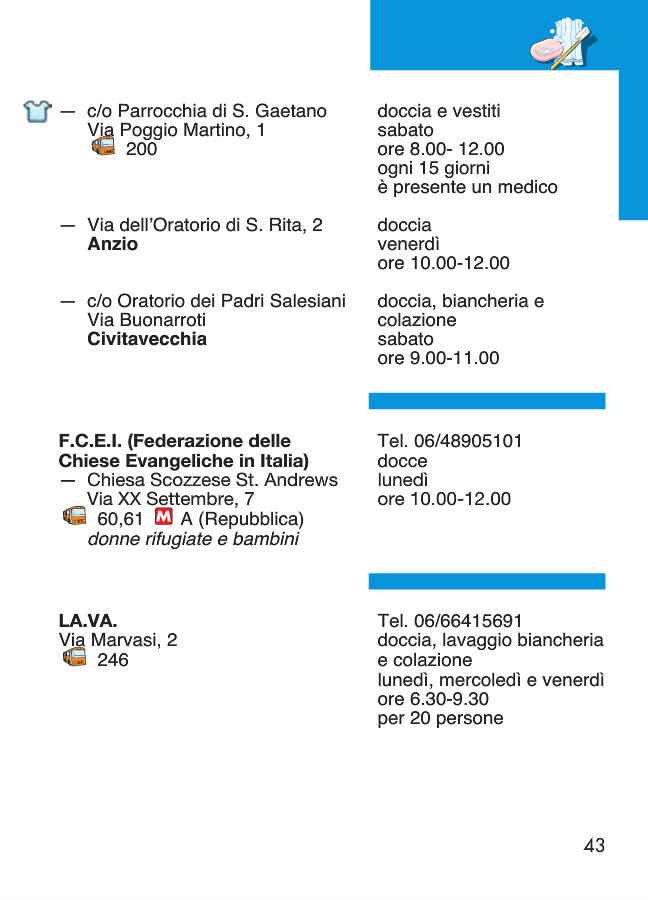 — c/o Parrocchia di S. Gaetano
Via Poggio Martino, 1
200
doccia e vestiti
sabato
ore 8.00- 12.00
ogni 15 giorni
è presente un medico
— Via dell'Oratorio di S. Rita, 2
Anzio
doccia
venerdì
ore 10.00-12.00
— c/o Oratorio dei Padri Salesiani
Via Buonarroti
Civitavecchia
doccia, biancheria e
colazione
sabato
ore 9.00-11.00
F.C.E.I. (Federazione delle
Chiese Evangeliche in Italia)
— Chiesa Scozzese St. Andrews
Via XX Settembre, 7
60,61 M A (Repubblica)
donne rifugiate e bambini
Tel. 06/48905101
docce
lunedì
ore 10.00-12.00
LA.VA.
Via Marvasi, 2
246
Tel. 06/66415691
doccia, lavaggio biancheria
e colazione
lunedì, mercoledì e venerdì
ore 6.30-9.30
per 20 persone
43